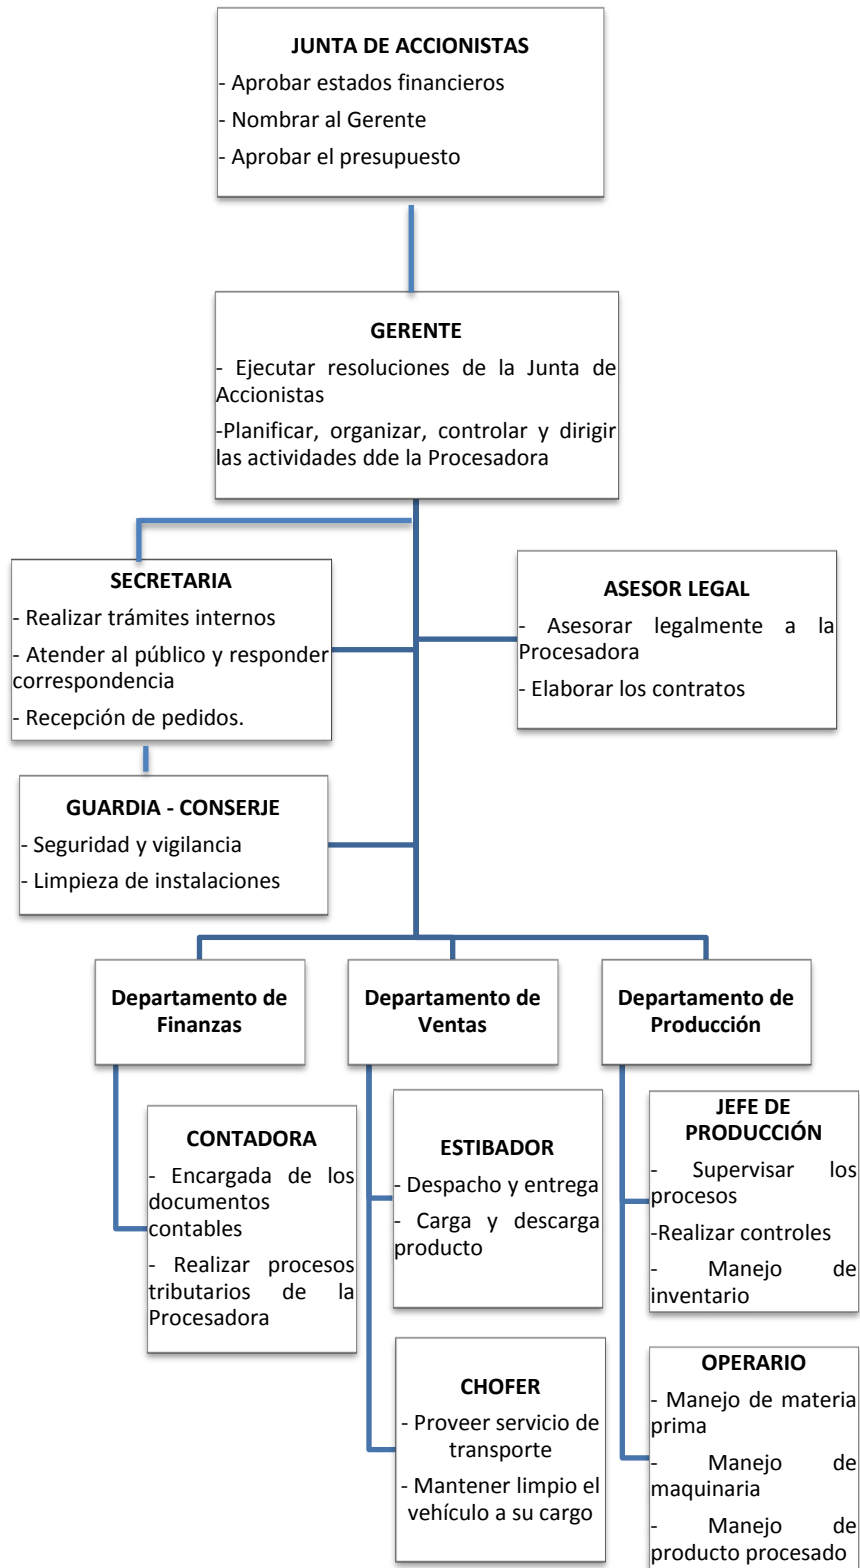 JUNTA DE ACCIONISTAS
- Aprobar estados financieros
- Nombrar al Gerente
- Aprobar el presupuesto
GERENTE
- Ejecutar resoluciones de la Junta de
Accionistas
-Planificar, organizar, controlar y dirigir
las actividades dde la Procesadora
SECRETARIA
- Realizar trámites internos
- Atender al público y responder
correspondencia
- Recepción de pedidos.
ASESOR LEGAL
- Asesorar legalmente a la
Procesadora
- Elaborar los contratos
GUARDIA - CONSERJE
- Seguridad y vigilancia
- Limpieza de instalaciones
Departamento de
Finanzas
Departamento de
Ventas
Departamento de
Producción
CONTADORA
- Encargada de los
documentos
contables
- Realizar procesos
tributarios de la
Procesadora
ESTIBADOR
- Despacho y entrega
- Carga y descarga
producto
JEFE DE
PRODUCCIÓN
- Supervisar los
procesos
-Realizar controles
- Manejo de
inventario
CHOFER
- Proveer servicio de
transporte
- Mantener limpio el
vehículo a su cargo
OPERARIO
- Manejo de materia
prima
- Manejo de
maquinaria
- Manejo de
producto procesado